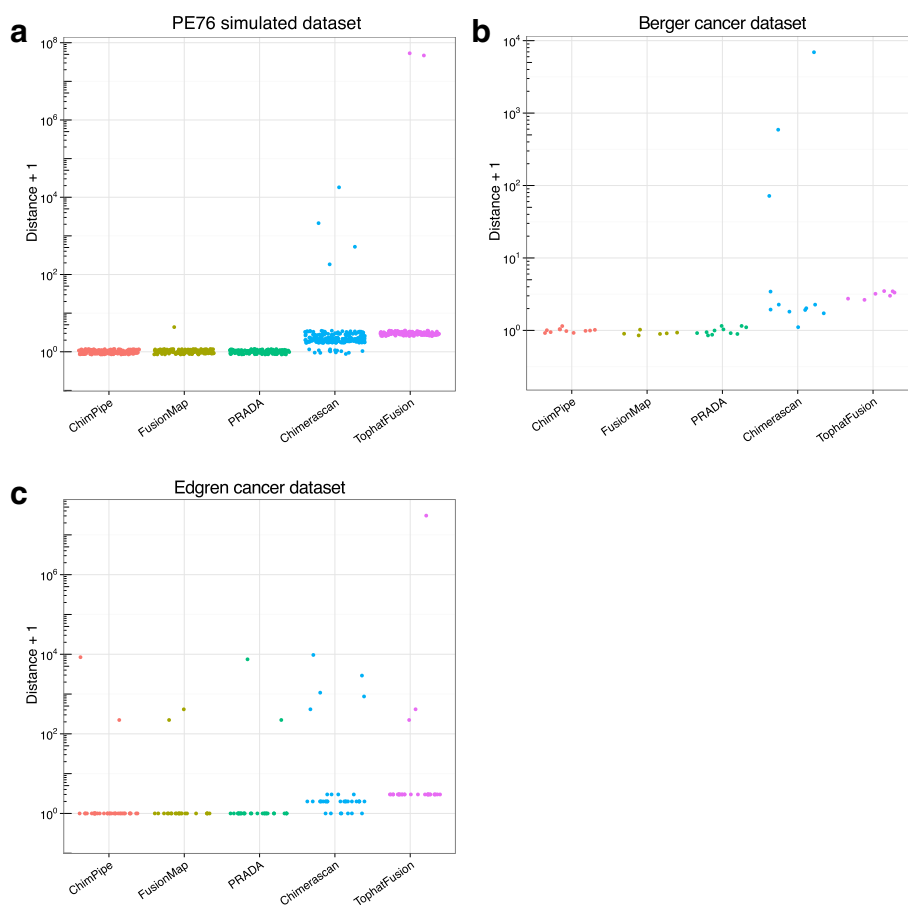 a
PE76 simulated dataset
Distance + 1
10^8
10^6
10^4
10^2
10^0
ChimPipe
FusionMap
PRADA
Chimerascan
TophatFusion
b
Berger cancer dataset
Distance + 1
10^4
10^3
10^2
10^1
10^0
ChimPipe
FusionMap
PRADA
Chimerascan
TophatFusion
c
Edgren cancer dataset
Distance + 1
10^6
10^4
10^2
10^0
ChimPipe
FusionMap
PRADA
Chimerascan
TophatFusion